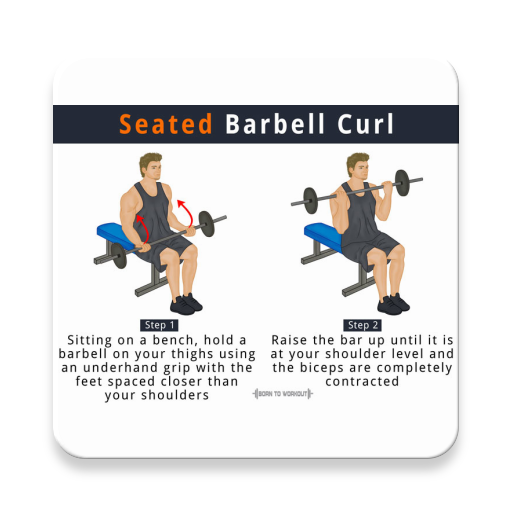 Seated Barbell Curl
Step 1
Sitting on a bench, hold a
barbell on your thighs using
an underhand grip with the
feet spaced closer than
your shoulders
Step 2
Raise the bar up until it is
at your shoulder level and
the biceps are completely
contracted
BORN TO WORKOUT